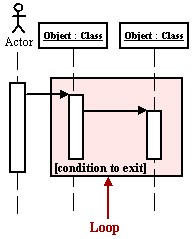 Actor
Object : Class
Object : Class
[condition to exit]
Loop